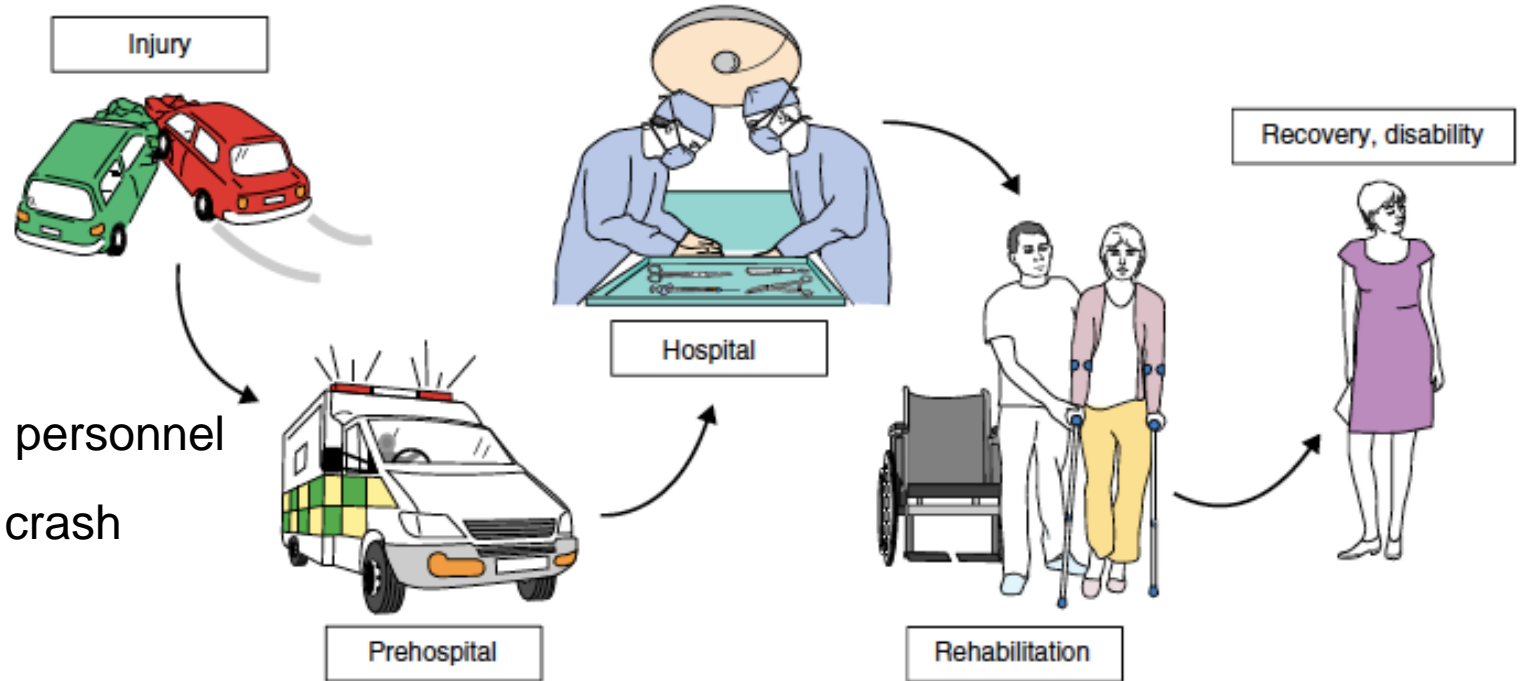 Injury
Recovery, disability
Hospital
personnel
crash
Prehospital
Rehabilitation